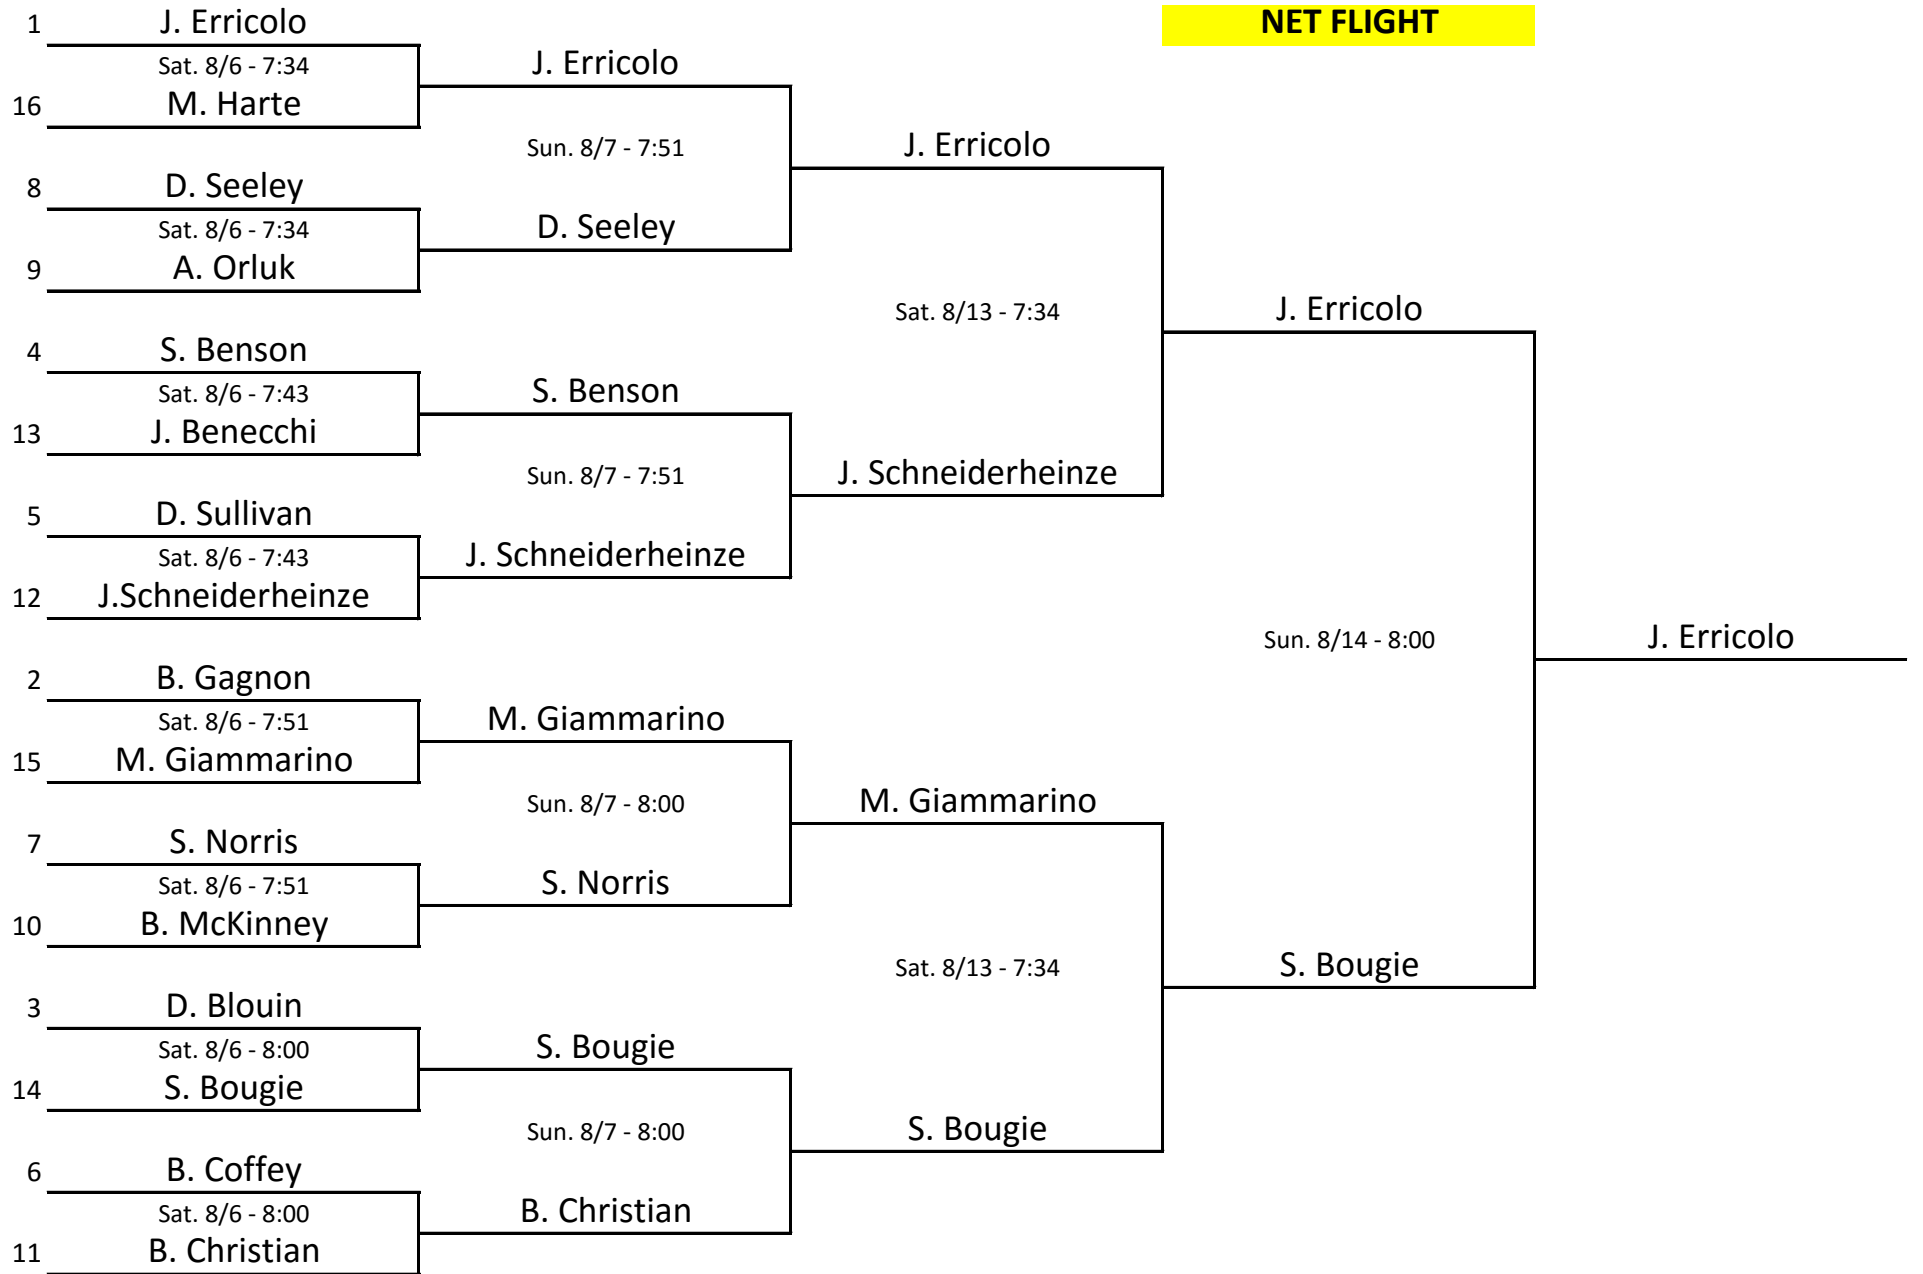 NET FLIGHT
1 J. Erricolo
Sat. 8/6 - 7:34
16 M. Harte
8 D. Seeley
Sat. 8/6 - 7:34
9 A. Orluk
4 S. Benson
Sat. 8/6 - 7:43
13 J. Benecchi
5 D. Sullivan
Sat. 8/6 - 7:43
12 J.Schneiderheinze
2 B. Gagnon
Sat. 8/6 - 7:51
15 M. Giammarino
7 S. Norris
Sat. 8/6 - 7:51
10 B. McKinney
3 D. Blouin
Sat. 8/6 - 8:00
14 S. Bougie
6 B. Coffey
Sat. 8/6 - 8:00
11 B. Christian
J. Erricolo
Sun. 8/7 - 7:51
D. Seeley
S. Benson
Sun. 8/7 - 7:51
J. Schneiderheinze
M. Giammarino
Sun. 8/7 - 8:00
S. Norris
S. Bougie
Sun. 8/7 - 8:00
B. Christian
J. Erricolo
Sat. 8/13 - 7:34
J. Schneiderheinze
M. Giammarino
Sat. 8/13 - 7:34
S. Bougie
J. Erricolo
Sun. 8/14 - 8:00
S. Bougie
J. Erricolo